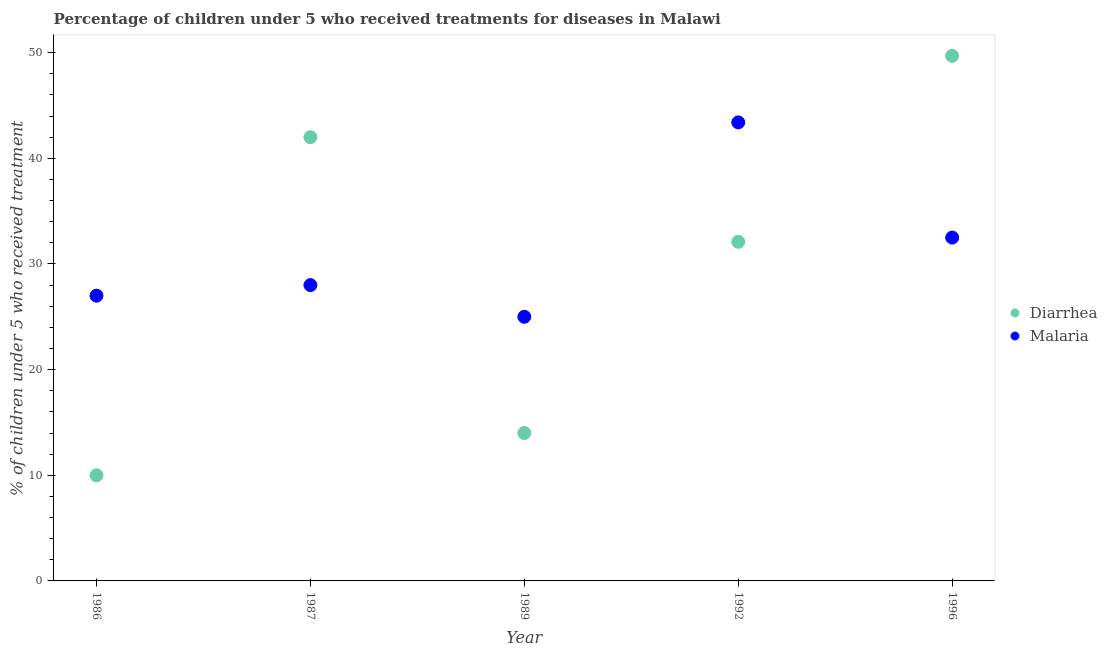 Percentage of children under 5 who received treatments for diseases in Malawi
% of children under 5 who received treatment
50
40
30
20
10
0
1986
1987
1989
1992
1996
Year
Diarrhea
Malaria